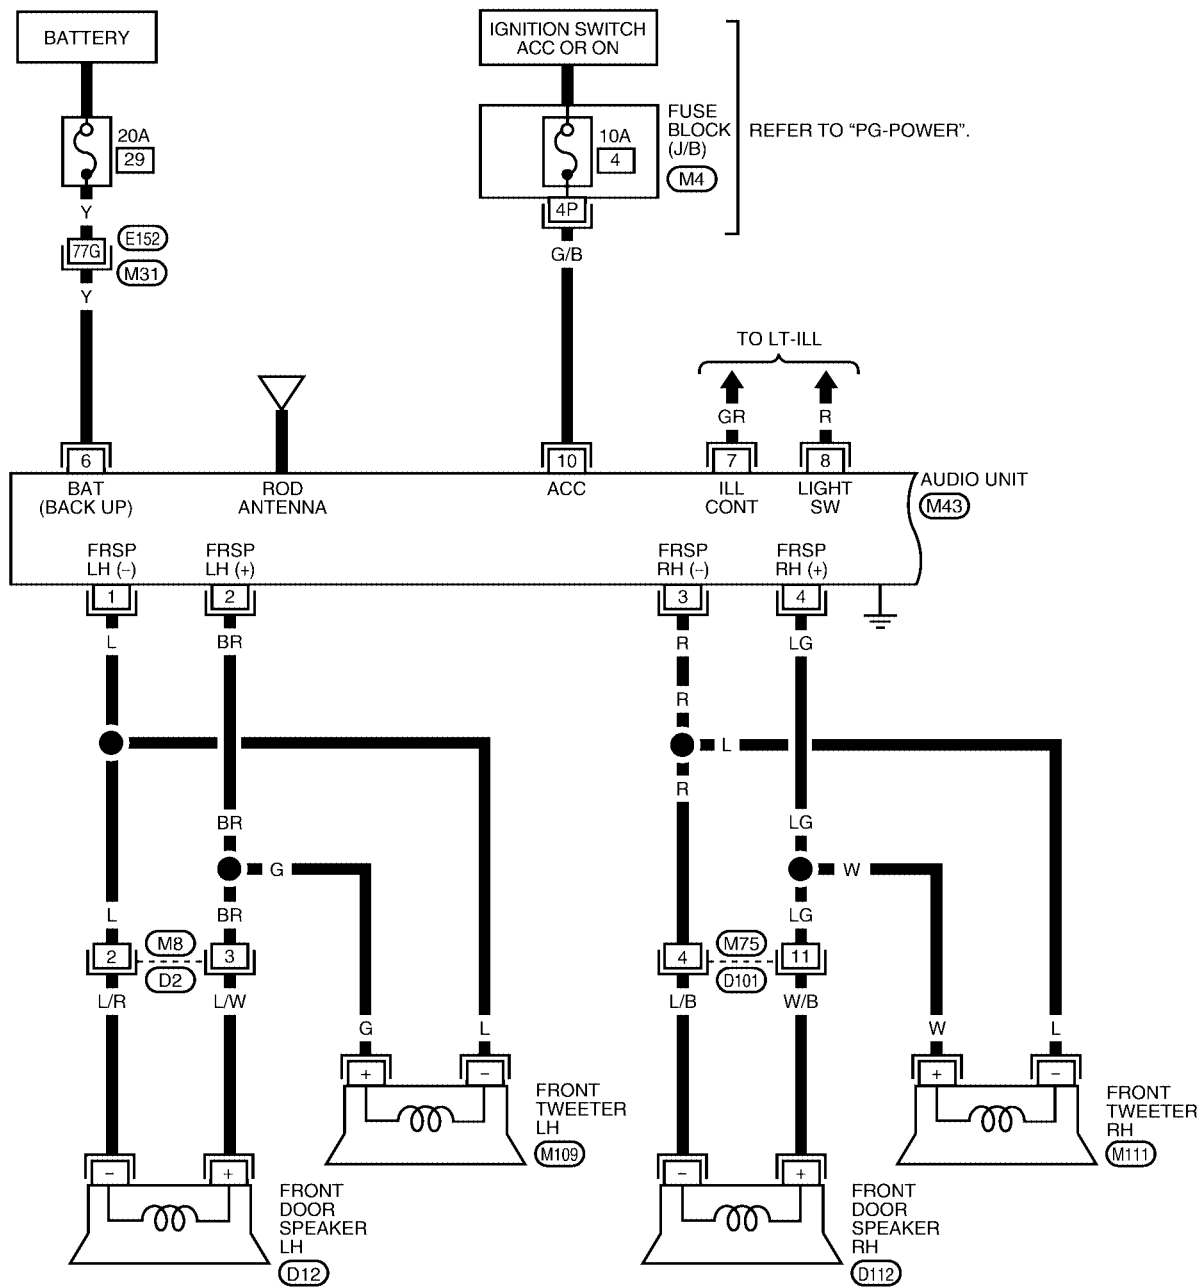 BATTERY
IGNITION SWITCH
ACC OR ON
20A
29
10A
4
FUSE
BLOCK
(J/B)
M4
REFER TO “PG-POWER”.
4P
Y
77G
E152
M31
G/B
Y
TO LT-ILL
GR
R
6
10
7
8
BAT
(BACK UP)
ROD
ANTENNA
ACC
ILL
CONT
LIGHT
SW
AUDIO UNIT
M43
FRSP
LH (–)
FRSP
LH (+)
FRSP
RH (–)
FRSP
RH (+)
1
2
3
4
L
BR
R
LG
R
L
R
BR
LG
G
W
L
BR
LG
2
M8
D2
3
4
M75
D101
11
L/R
L/W
L/B
W/B
G
L
W
L
+
–
+
–
FRONT
TWEETER
LH
M109
FRONT
TWEETER
RH
M111
–
+
–
+
FRONT
DOOR
SPEAKER
LH
D12
FRONT
DOOR
SPEAKER
RH
D112